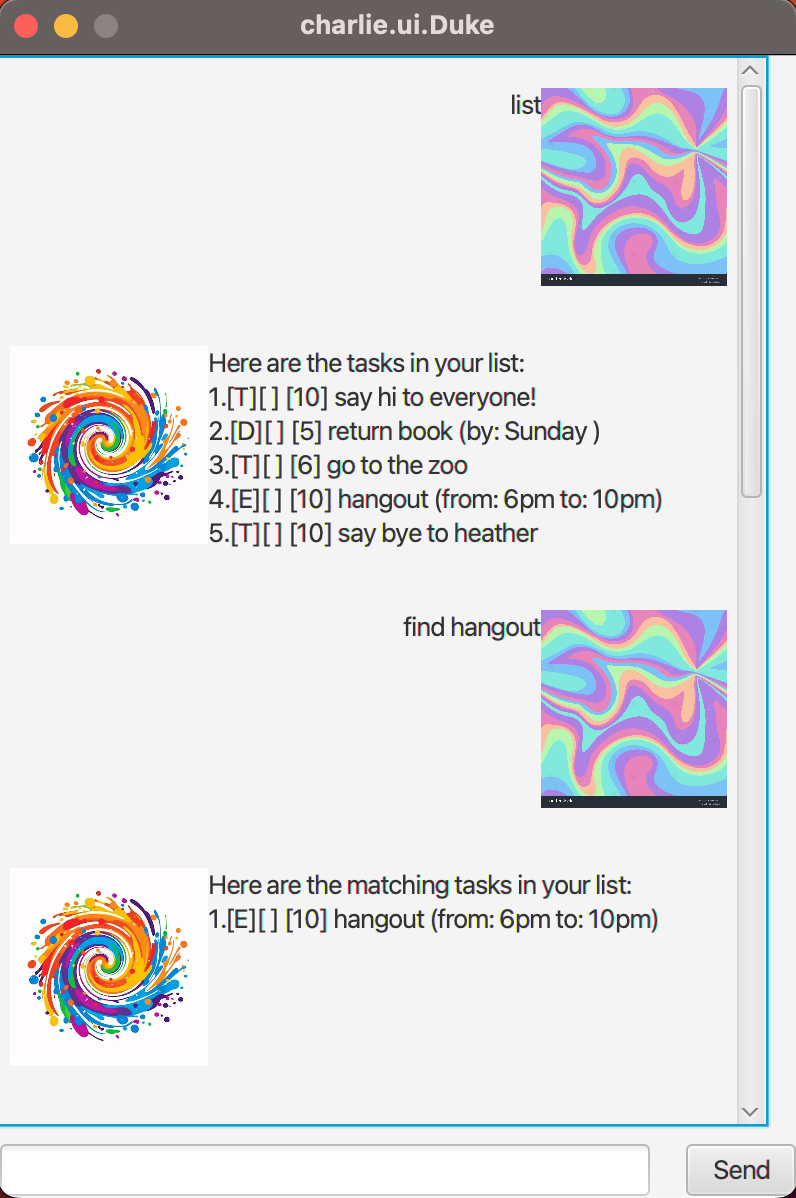 charlie.ui.Duke
list
Here are the tasks in your list:
1.[T][ ] [10] say hi to everyone!
2.[D][ ] [5] return book (by: Sunday )
3.[T][ ] [6] go to the zoo
4.[E][ ] [10] hangout (from: 6pm to: 10pm)
5.[T][ ] [10] say bye to heather
find hangout
Here are the matching tasks in your list:
1.[E][ ] [10] hangout (from: 6pm to: 10pm)
Send